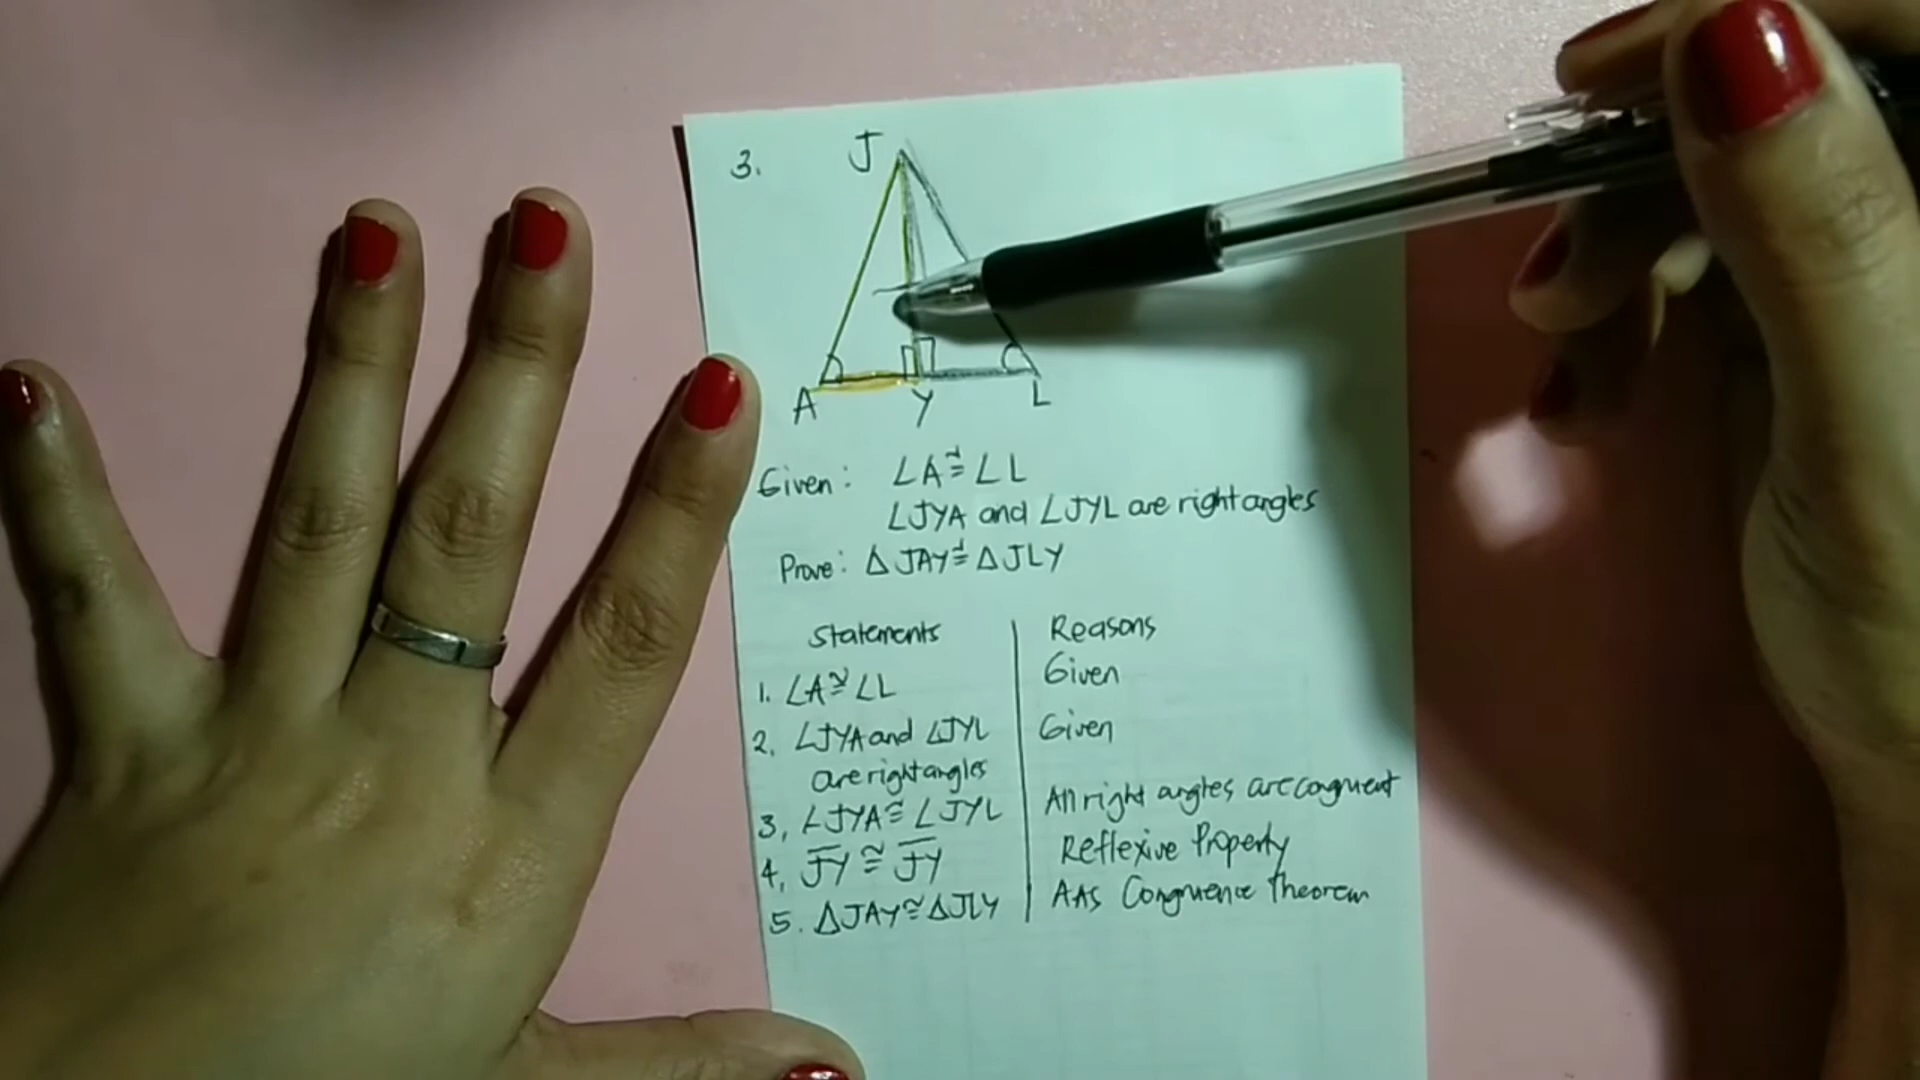 3.
J
A Y L
Given: ∠A ≅ ∠L
∠JYA and ∠JYL are right angles
Prove: △JAY ≅ △JLY
Statements Reasons
1. ∠A ≅ ∠L Given
2. ∠JYA and ∠JYL Given
are right angles
3. ∠JYA ≅ ∠JYL All right angles are congruent
4. J̅Y̅ ≅ J̅Y̅ Reflexive Property
5. △JAY ≅ △JLY AAS Congruence Theorem